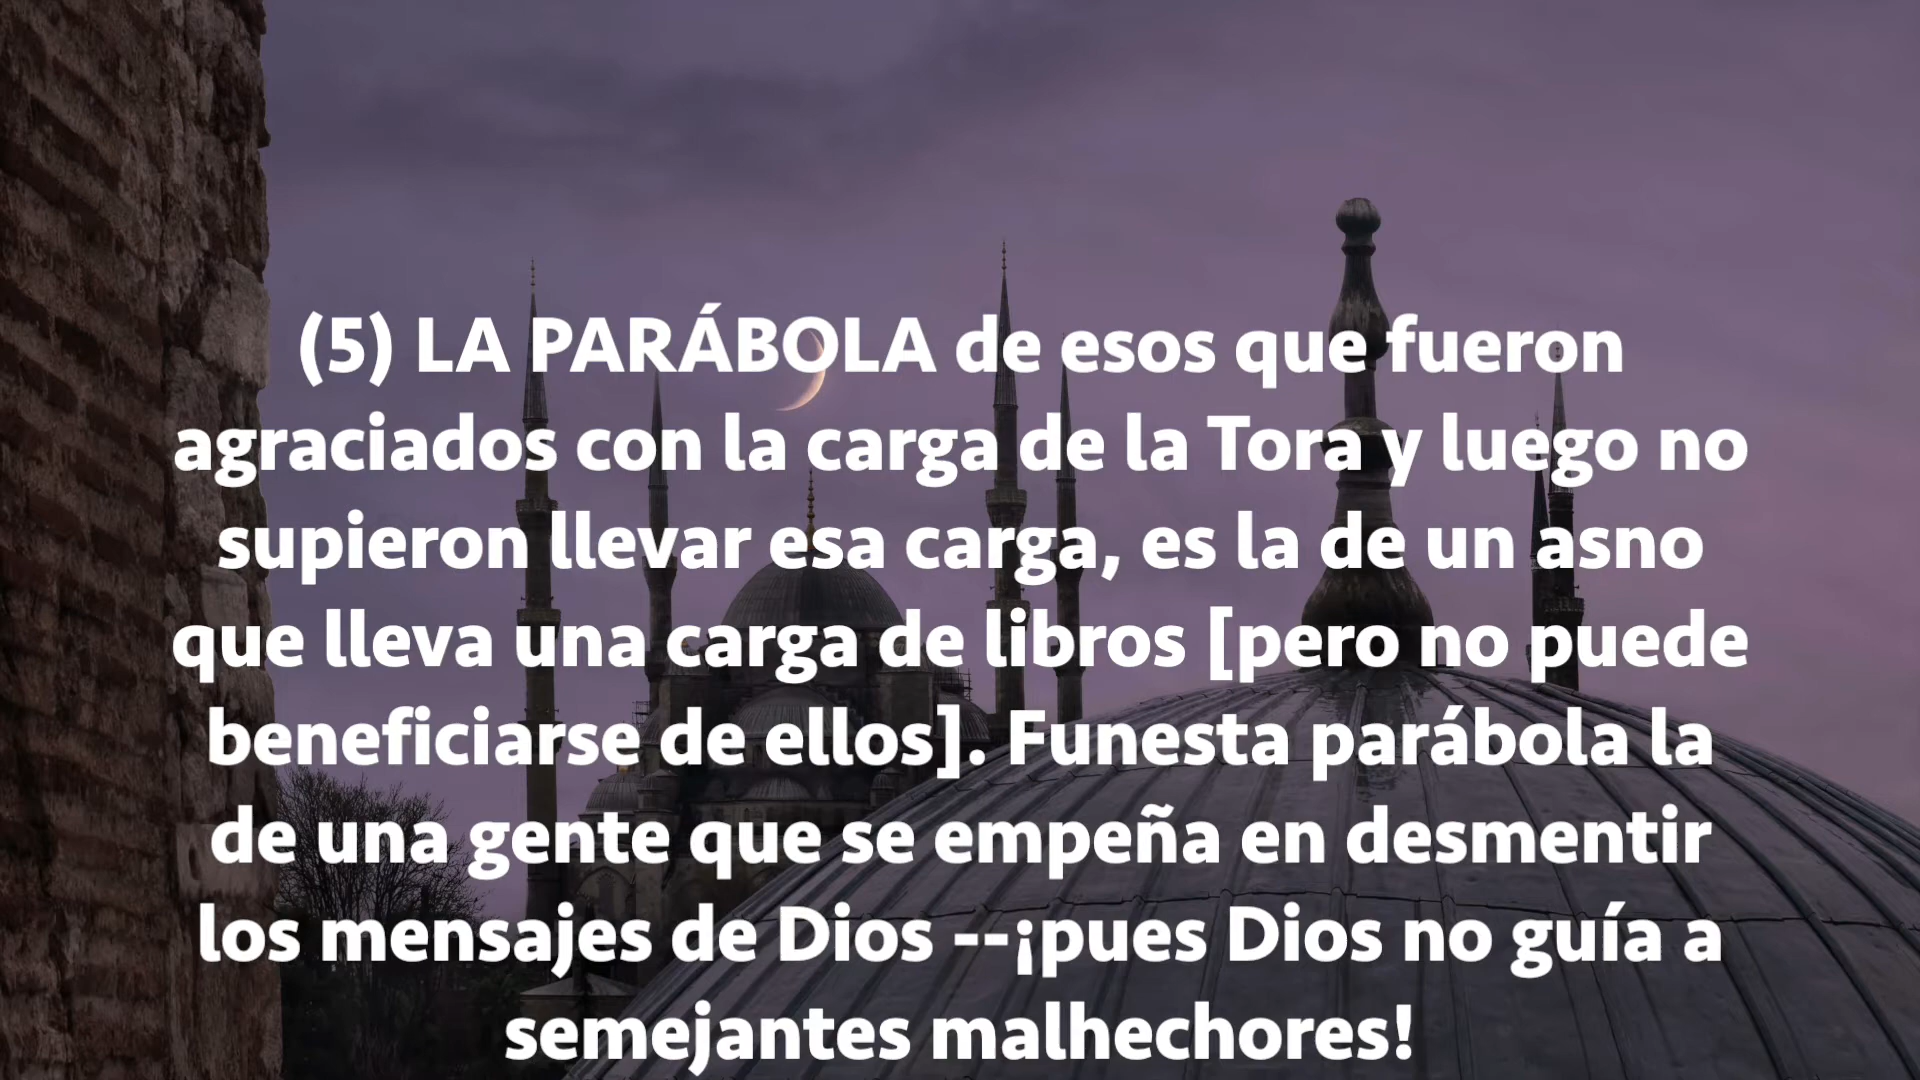 (5) LA PARÁBOLA de esos que fueron
agraciados con la carga de la Tora y luego no
supieron llevar esa carga, es la de un asno
que lleva una carga de libros [pero no puede
beneficiarse de ellos]. Funesta parábola la
de una gente que se empeña en desmentir
los mensajes de Dios --¡pues Dios no guía a
semejantes malhechores!